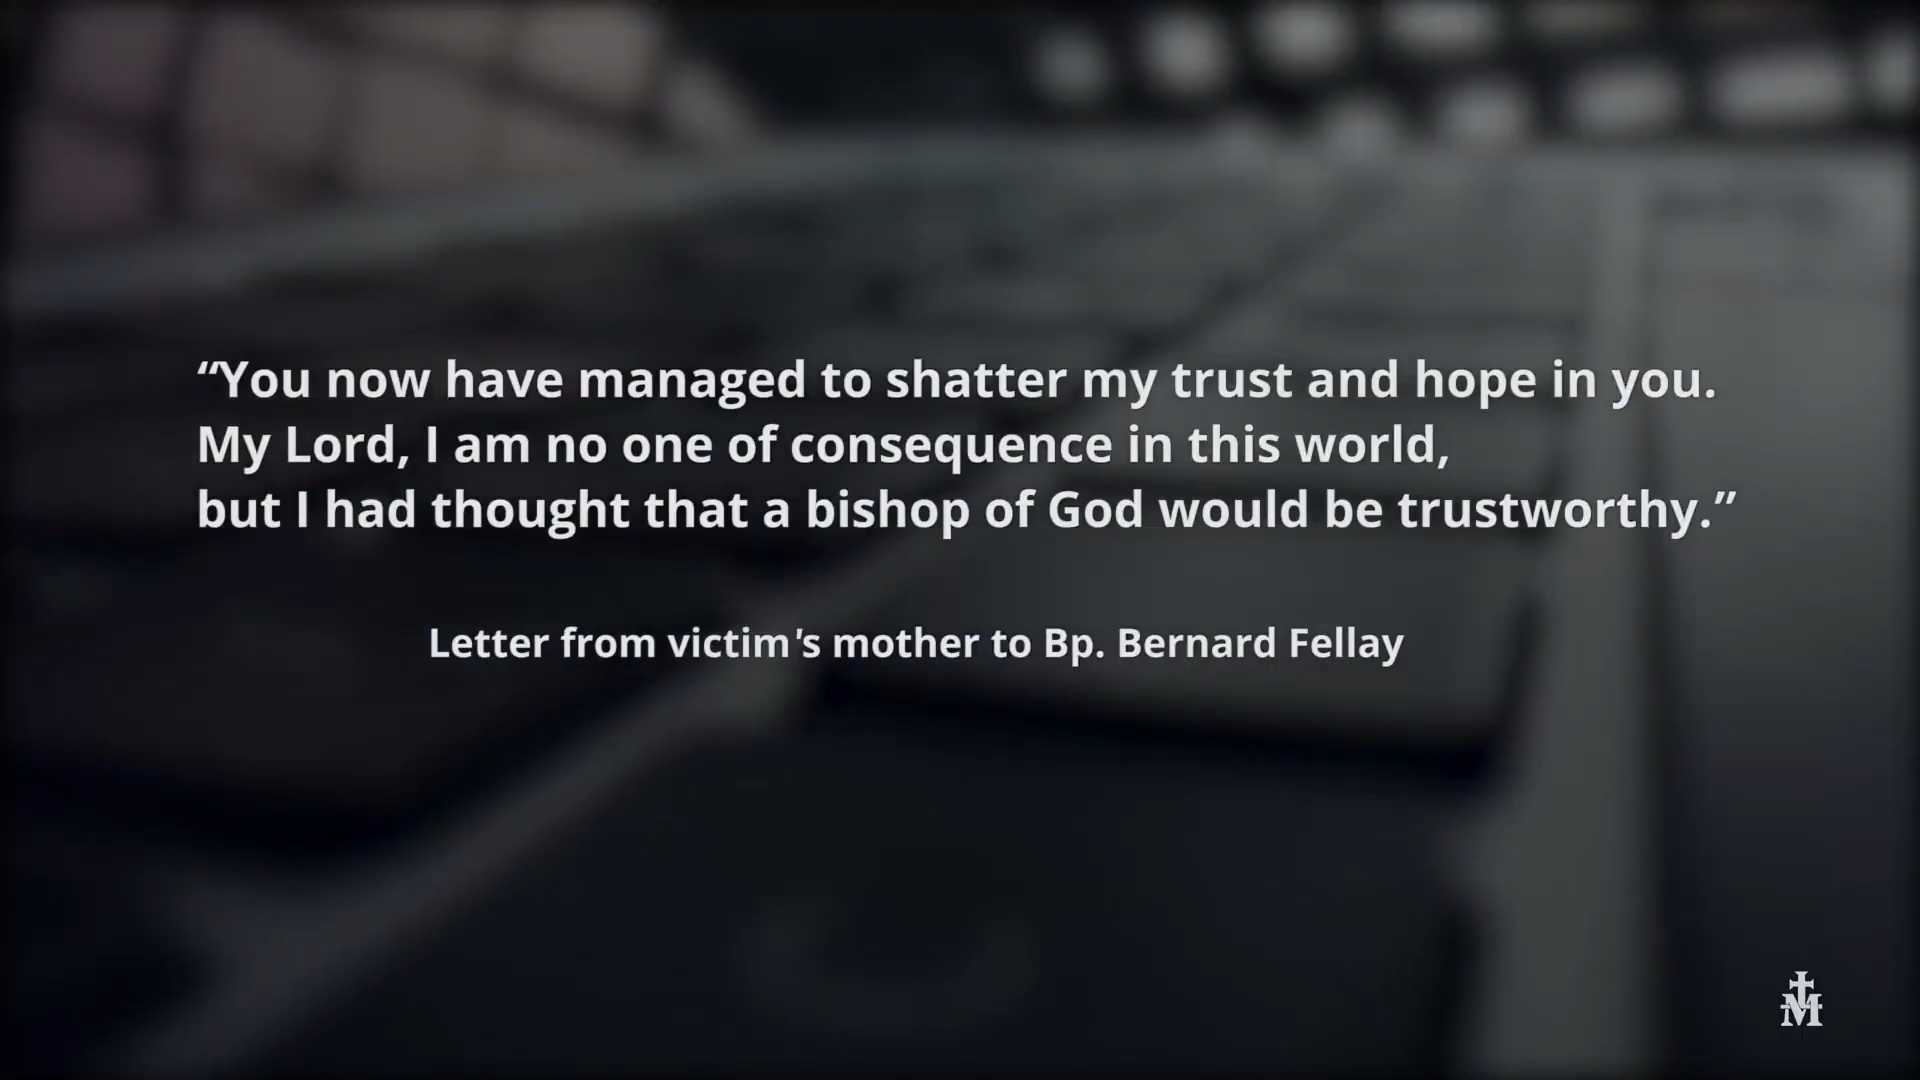 “You now have managed to shatter my trust and hope in you.
My Lord, I am no one of consequence in this world,
but I had thought that a bishop of God would be trustworthy.”
Letter from victim's mother to Bp. Bernard Fellay
M